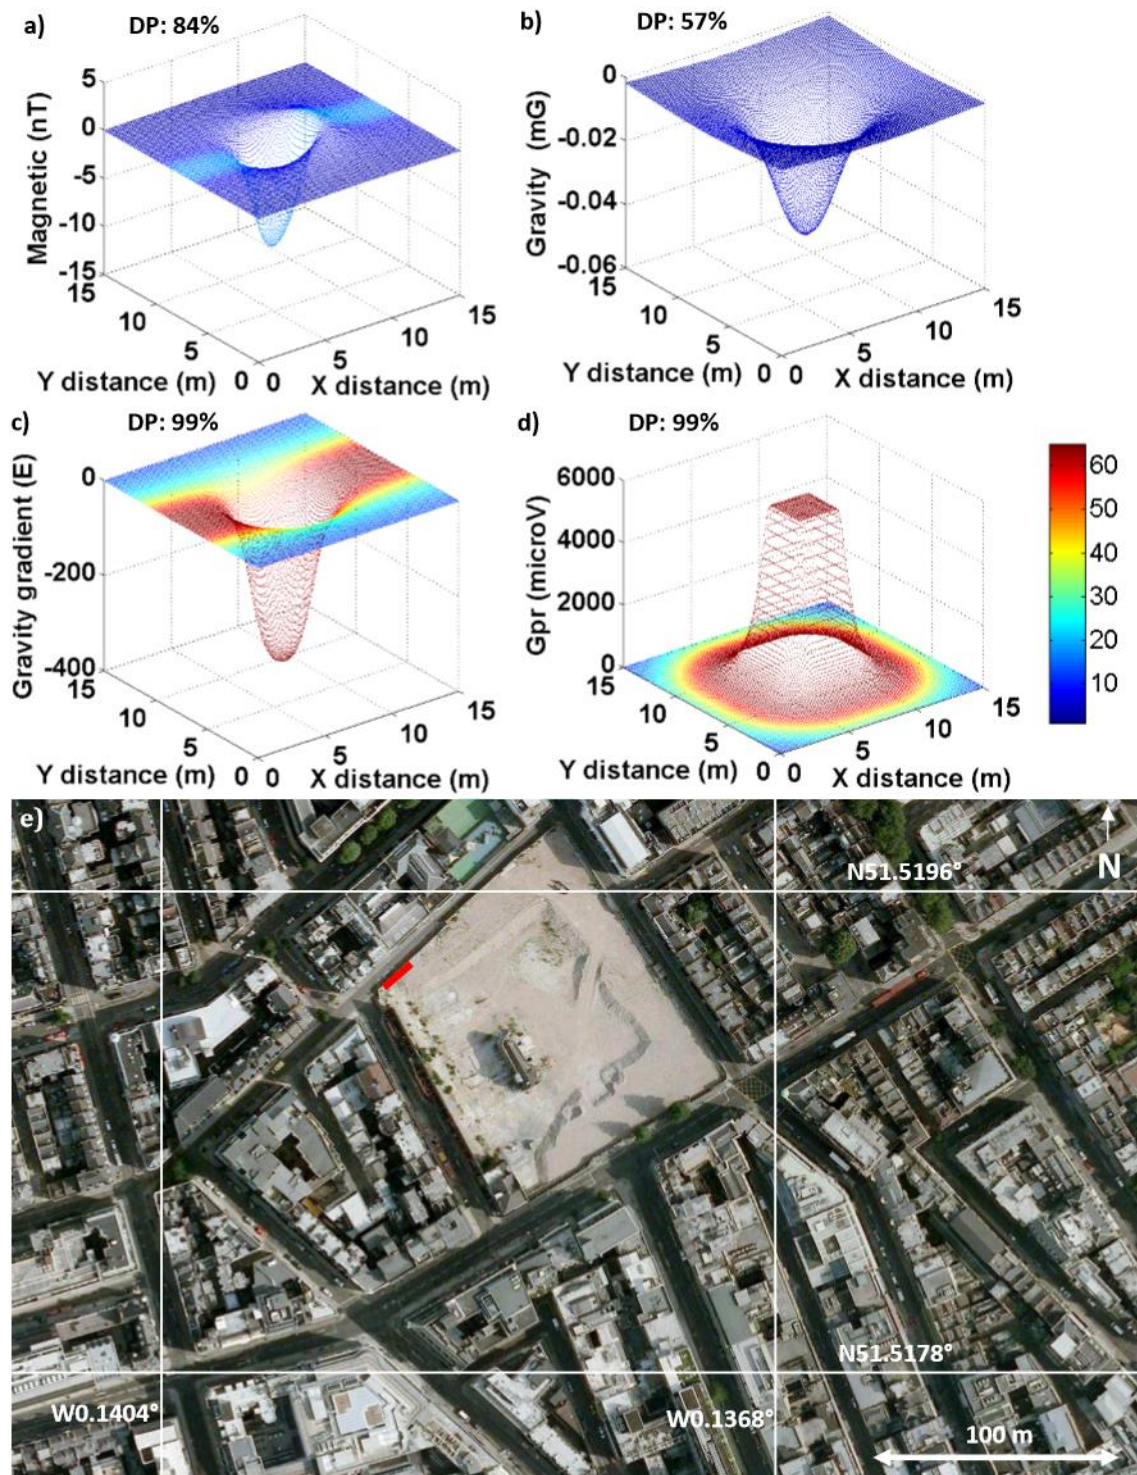 a) DP: 84%
Magnetic (nT)
5
0
-5
-10
-15
15
10
5
0
0
5
10
15
Y distance (m)
X distance (m)
b) DP: 57%
Gravity (mG)
0
-0.02
-0.04
-0.06
15
10
5
0
0
5
10
15
Y distance (m)
X distance (m)
c) DP: 99%
Gravity gradient (E)
0
-200
-400
15
10
5
0
0
5
10
15
Y distance (m)
X distance (m)
d) DP: 99%
Gpr (microV)
6000
4000
2000
0
15
10
5
0
0
5
10
15
Y distance (m)
X distance (m)
60
50
40
30
20
10
e)
N51.5196°
N
N51.5178°
W0.1404°
W0.1368°
100 m